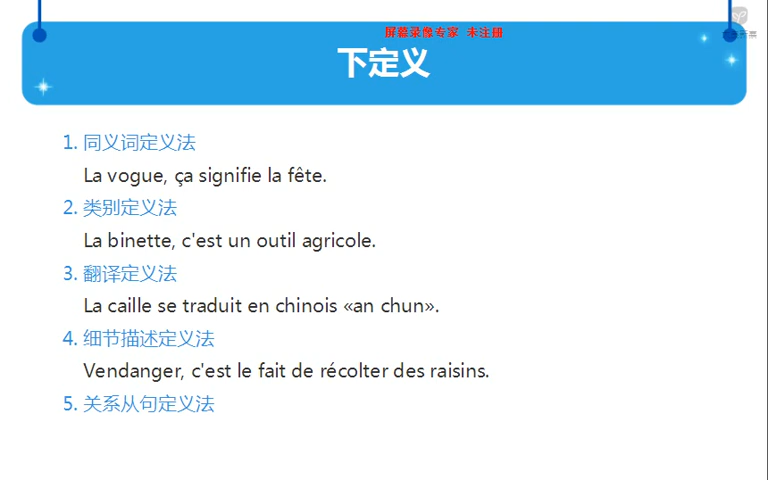 屏幕录像专家 未注册
下定义
1. 同义词定义法
La vogue, ça signifie la fête.
2. 类别定义法
La binette, c'est un outil agricole.
3. 翻译定义法
La caille se traduit en chinois «an chun».
4. 细节描述定义法
Vendanger, c'est le fait de récolter des raisins.
5. 关系从句定义法